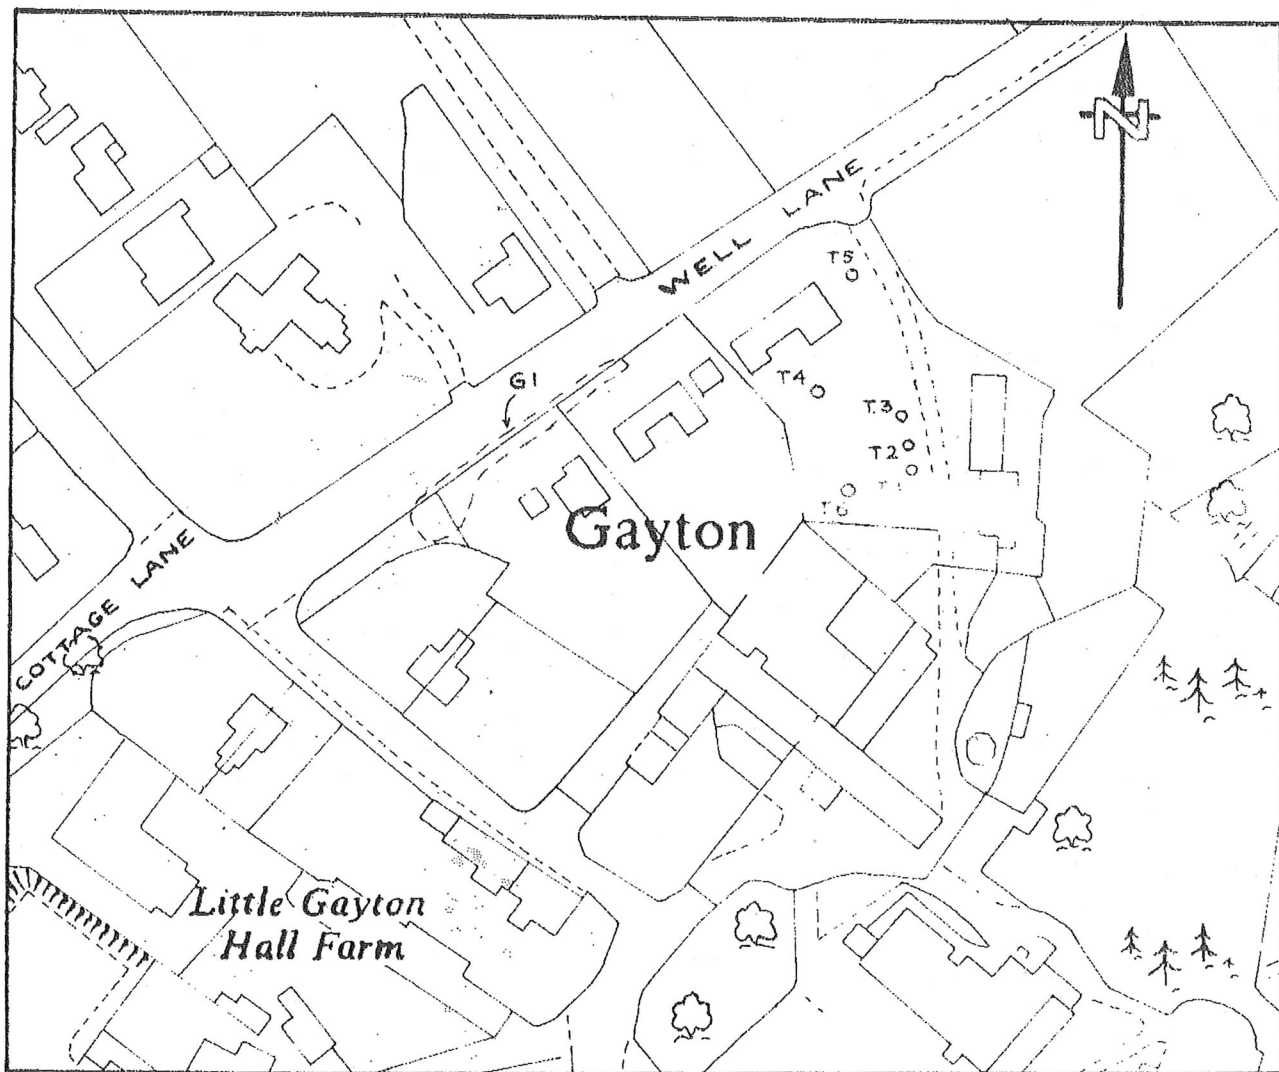 N
WELL LANE
T5
G1
T4
T3
T2
Gayton
COTTAGE LANE
Little Gayton
Hall Farm